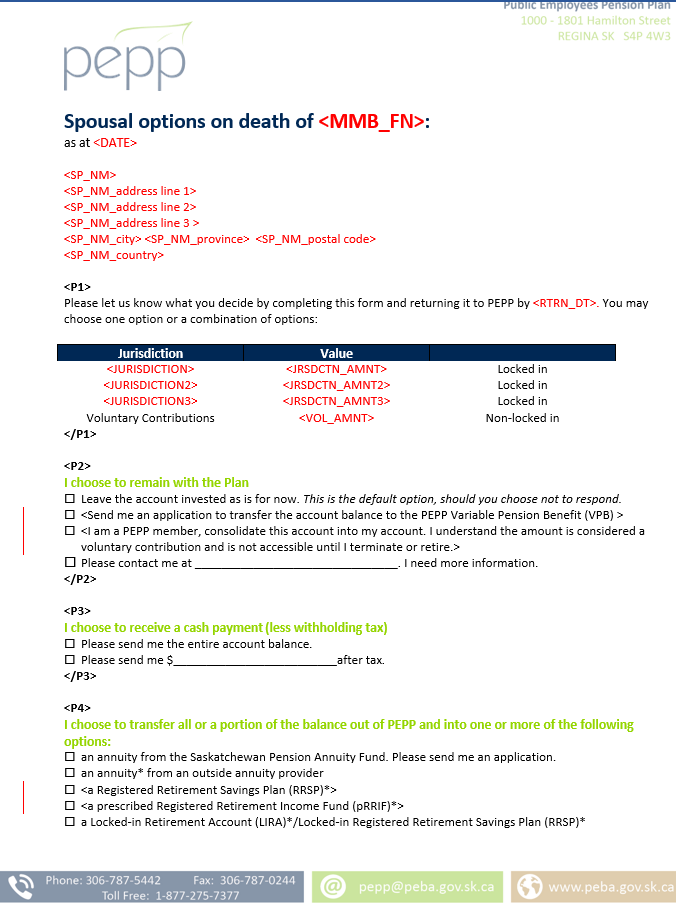 Public Employees Pension Plan
1000 - 1801 Hamilton Street
REGINA SK S4P 4W3
pepp
Spousal options on death of <MMB_FN>:
as at <DATE>
<SP_NM>
<SP_NM_address line 1>
<SP_NM_address line 2>
<SP_NM_address line 3 >
<SP_NM_city> <SP_NM_province> <SP_NM_postal code>
<SP_NM_country>
<P1>
Please let us know what you decide by completing this form and returning it to PEPP by <RTRN_DT>. You may
choose one option or a combination of options:
Jurisdiction Value
<JURISDICTION> <JRSDCTN_AMNT> Locked in
<JURISDICTION2> <JRSDCTN_AMNT2> Locked in
<JURISDICTION3> <JRSDCTN_AMNT3> Locked in
Voluntary Contributions <VOL_AMNT> Non-locked in
</P1>
<P2>
I choose to remain with the Plan
☐ Leave the account invested as is for now. This is the default option, should you choose not to respond.
☐ <Send me an application to transfer the account balance to the PEPP Variable Pension Benefit (VPB) >
☐ <I am a PEPP member, consolidate this account into my account. I understand the amount is considered a
voluntary contribution and is not accessible until I terminate or retire.>
☐ Please contact me at ________________________________. I need more information.
</P2>
<P3>
I choose to receive a cash payment (less withholding tax)
☐ Please send me the entire account balance.
☐ Please send me $__________________________after tax.
</P3>
<P4>
I choose to transfer all or a portion of the balance out of PEPP and into one or more of the following
options:
☐ an annuity from the Saskatchewan Pension Annuity Fund. Please send me an application.
☐ an annuity* from an outside annuity provider
☐ <a Registered Retirement Savings Plan (RRSP)*>
☐ <a prescribed Registered Retirement Income Fund (pRRIF)*>
☐ a Locked-in Retirement Account (LIRA)*/Locked-in Registered Retirement Savings Plan (RRSP)*
Phone: 306-787-5442 Fax: 306-787-0244
Toll Free: 1-877-275-7377
@ pepp@peba.gov.sk.ca
www.peba.gov.sk.ca